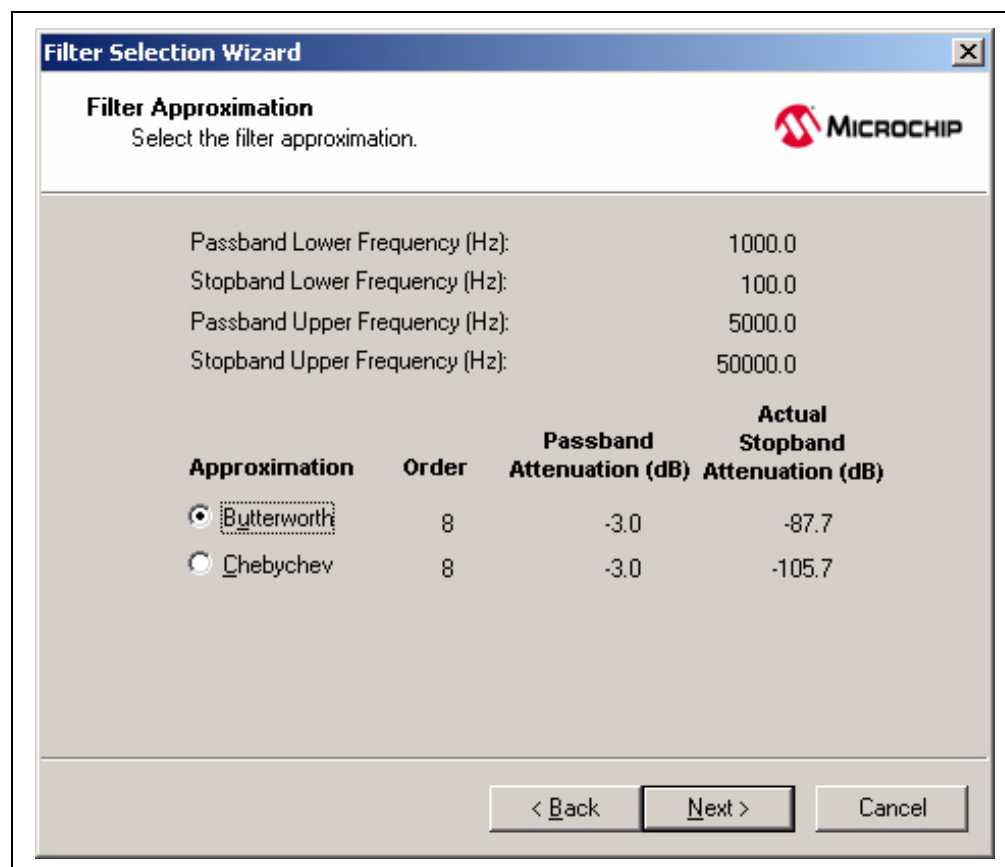 Filter Selection Wizard
Filter Approximation
Select the filter approximation.
MICROCHIP
Passband Lower Frequency (Hz): 1000.0
Stopband Lower Frequency (Hz): 100.0
Passband Upper Frequency (Hz): 5000.0
Stopband Upper Frequency (Hz): 50000.0
Approximation Order Passband Attenuation (dB) Actual Stopband Attenuation (dB)
Butterworth 8 -3.0 -87.7
Chebychev 8 -3.0 -105.7
< Back Next > Cancel